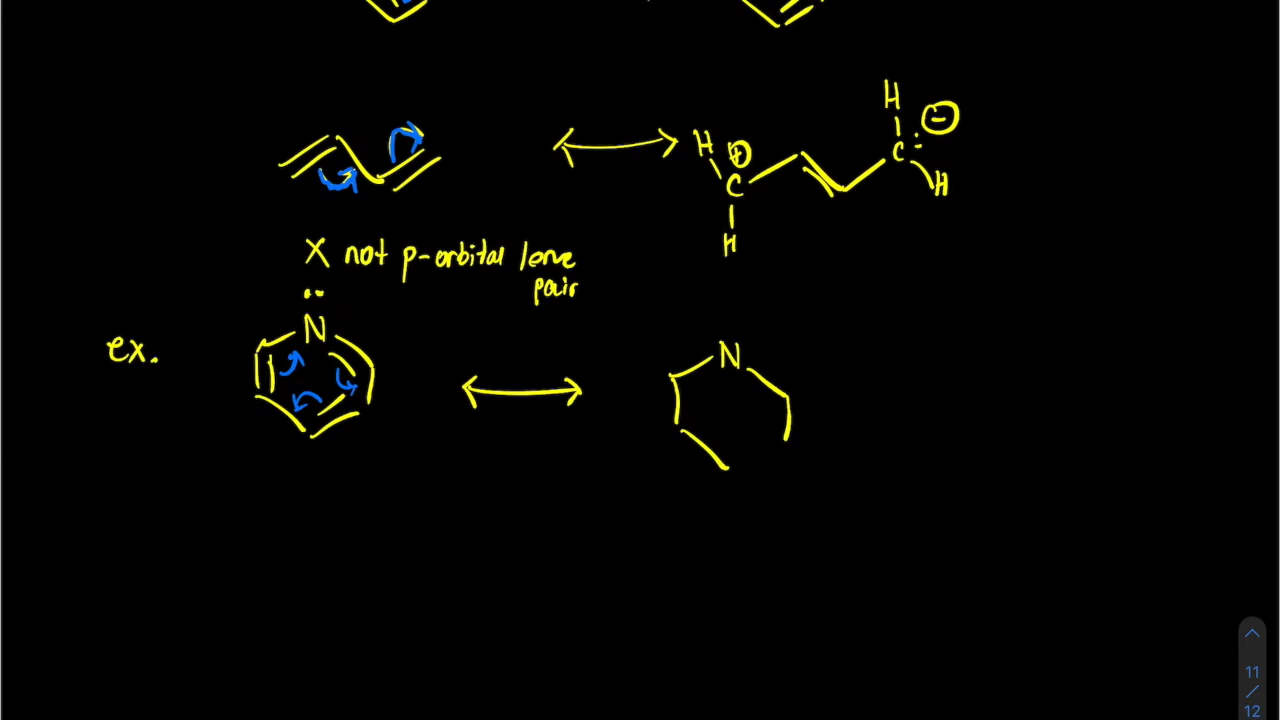 H
H ⊕ C : ⊖
C H
H
X not p-orbital lone
pair
ex. N N
11
/
12